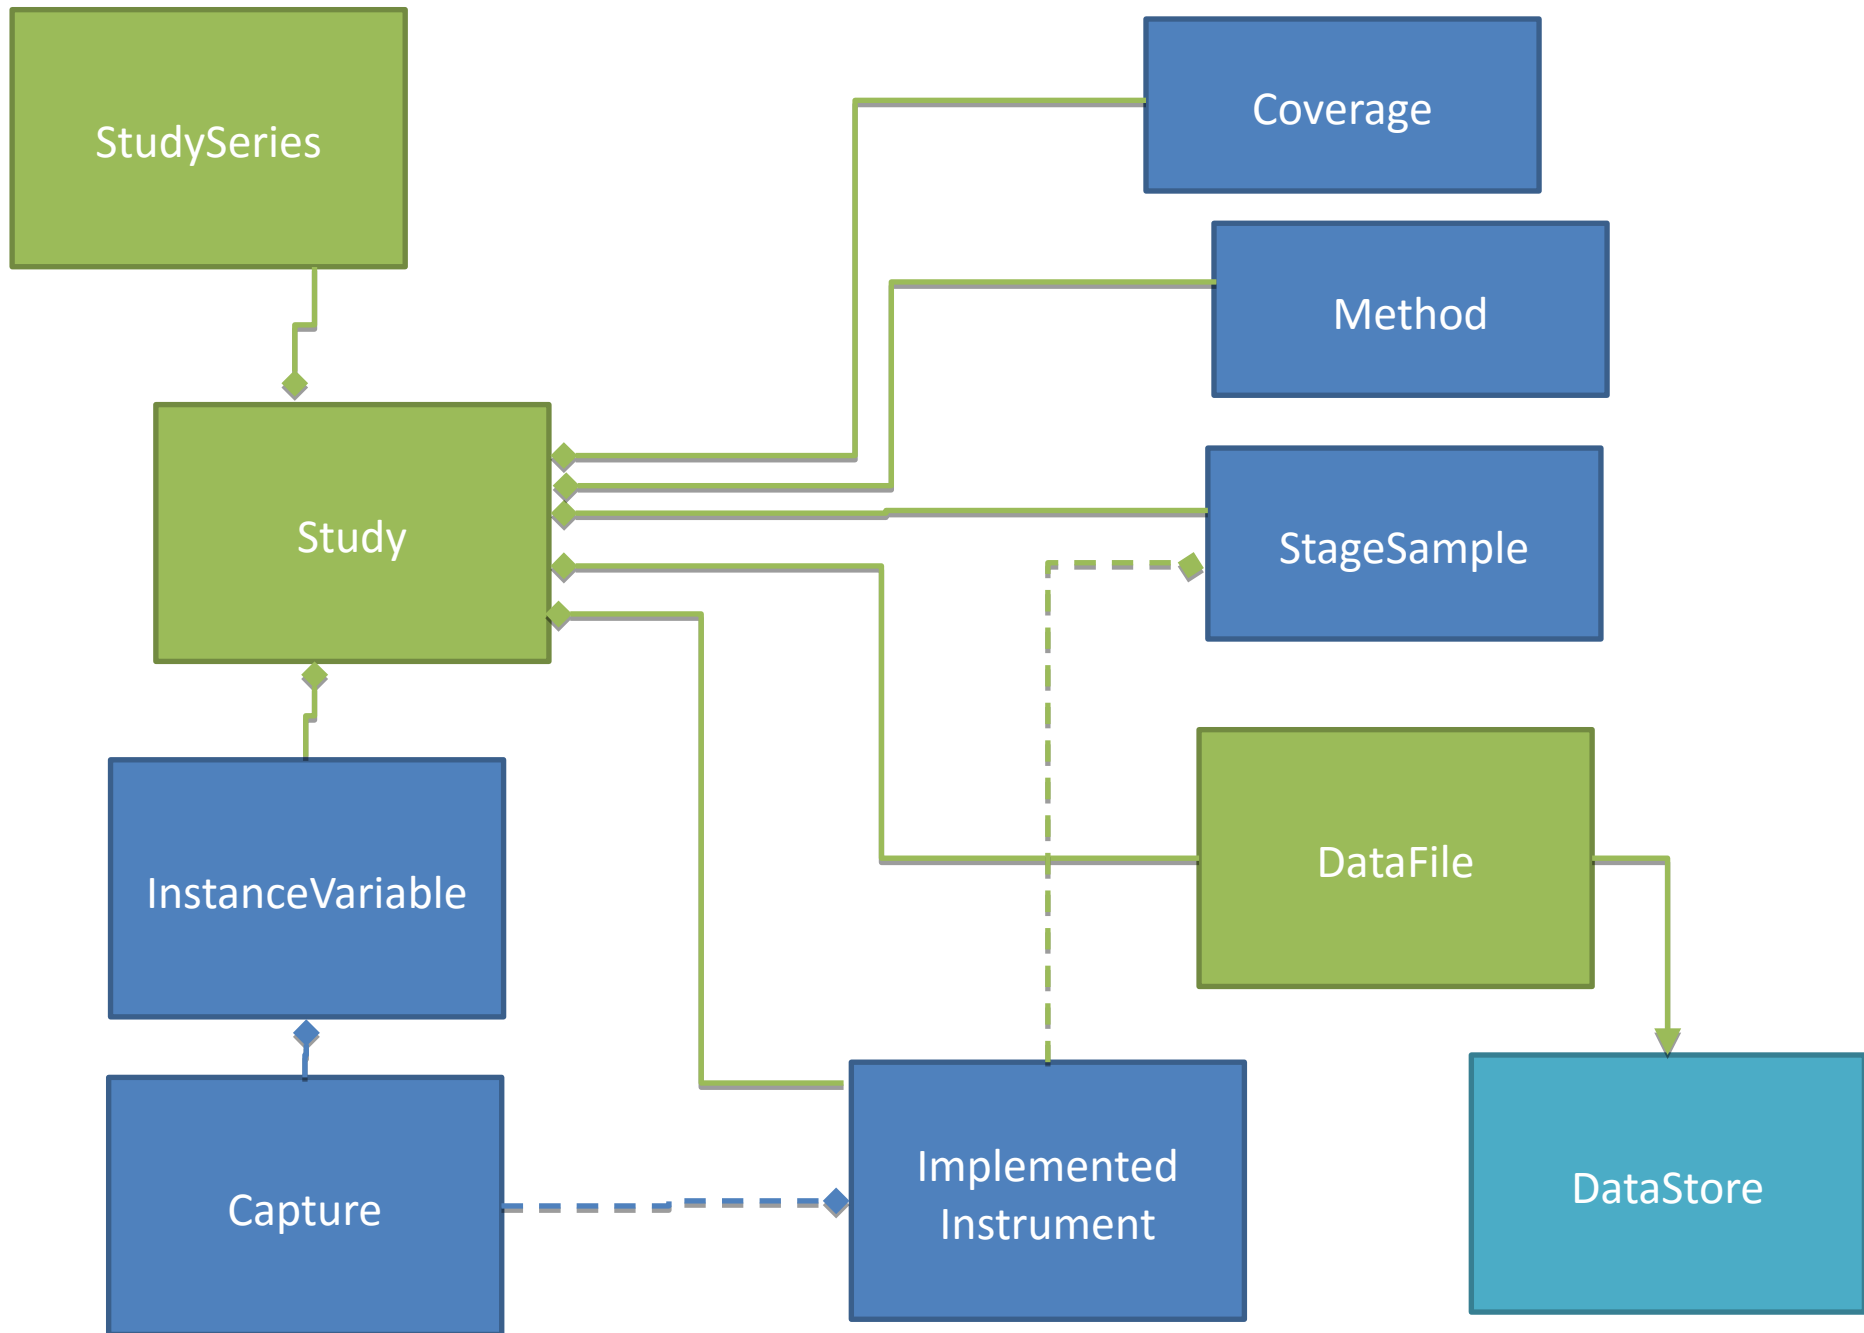 StudySeries
Coverage
Method
Study
StageSample
InstanceVariable
DataFile
Capture
Implemented
Instrument
DataStore